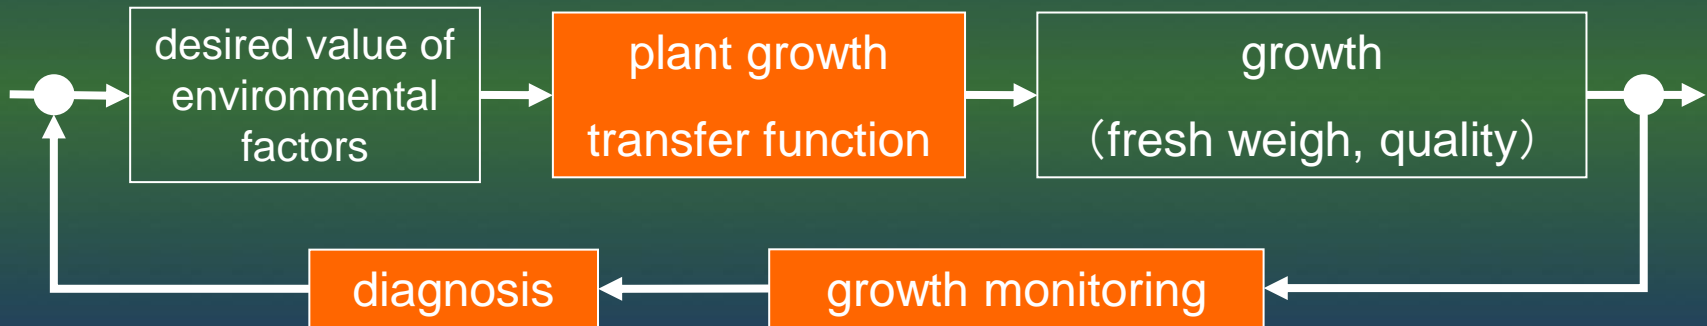 desired value of
environmental
factors
plant growth
transfer function
growth
（fresh weigh, quality）
diagnosis
growth monitoring